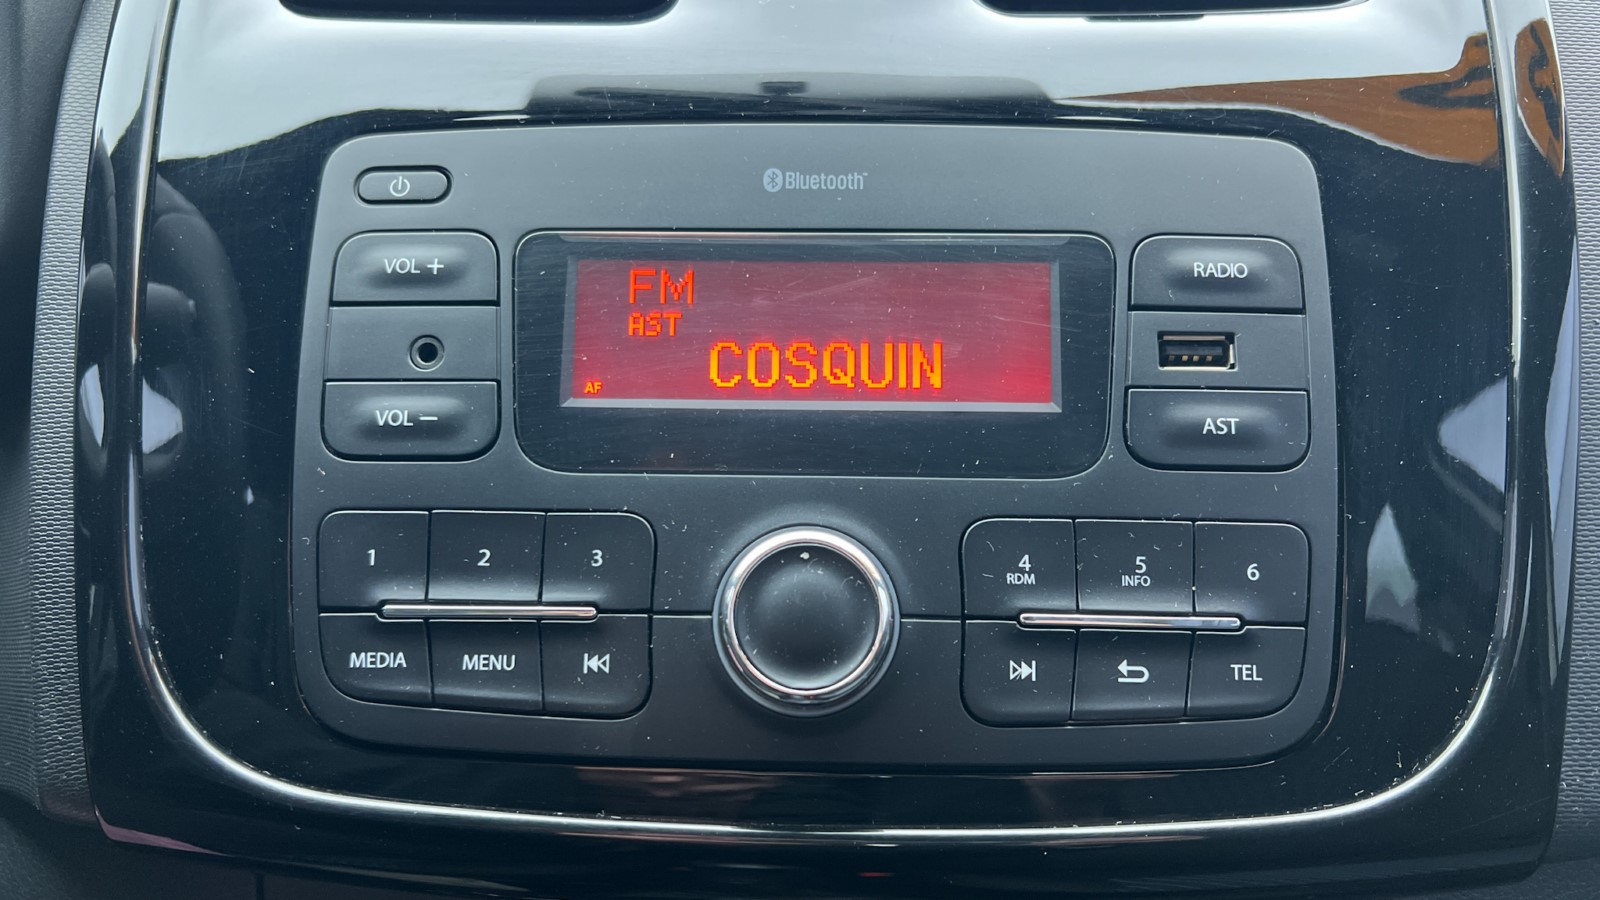 Bluetooth™
VOL +
VOL −
FM
AST
AF
COSQUIN
RADIO
AST
1
2
3
MEDIA
MENU
4
RDM
5
INFO
6
TEL